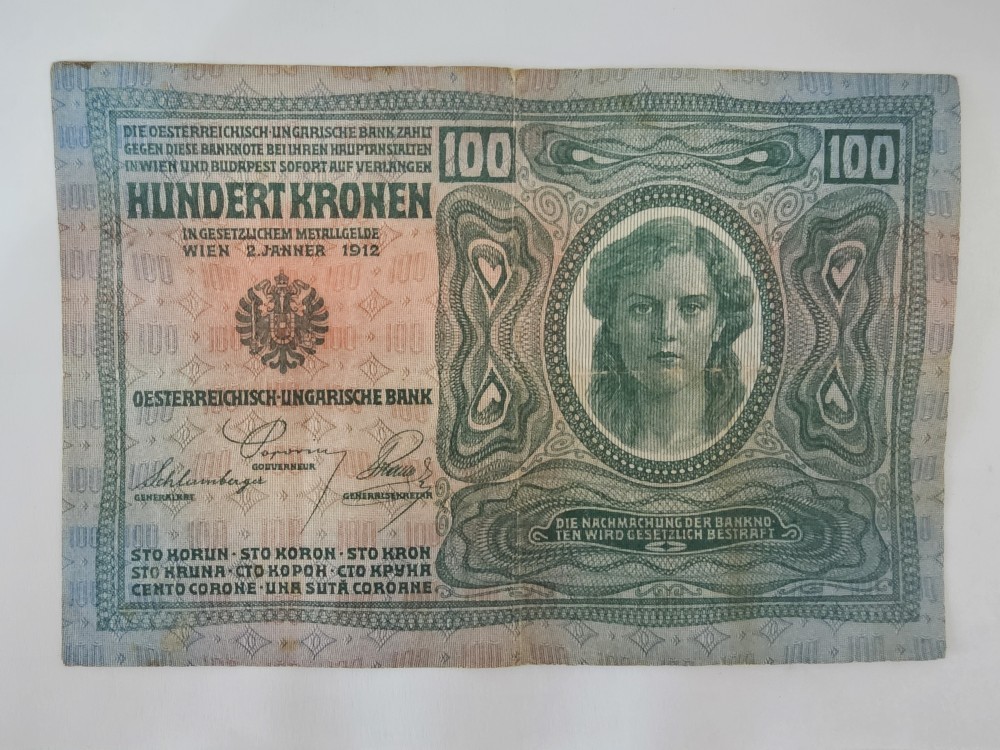 DIE OESTERREICHISCH-UNGARISCHE BANK ZAHLT
GEGEN DIESE BANKNOTE BEI IHREN HAUPTANSTALTEN
IN WIEN UND BUDAPEST SOFORT AUF VERLANGEN
HUNDERT KRONEN
IN GESETZLICHEM METALLGELDE
WIEN 2. JÄNNER 1912
OESTERREICHISCH-UNGARISCHE BANK
GOUVERNEUR
Schlumberger
GENERALRAT
GENERALSEKRETÄR
STO KORUN · STO KORON · STO KRON
STO KRUNA · СТО КОРОН · СТО КРУНА
CENTO CORONE · UNA SUTĂ COROANE
100
100
DIE NACHMACHUNG DER BANKNO-
TEN WIRD GESETZLICH BESTRAFT